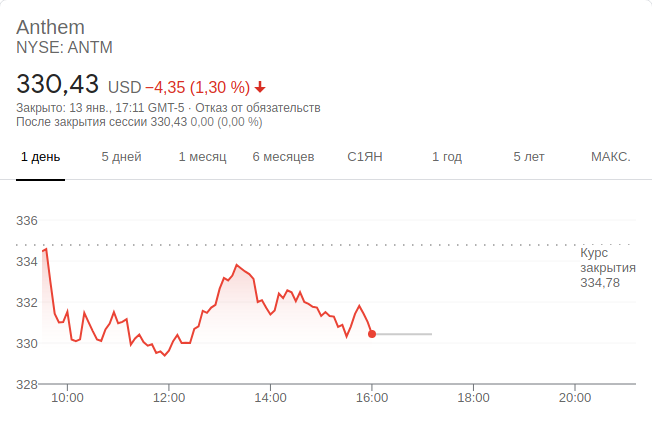 Anthem
NYSE: ANTM
330,43 USD −4,35 (1,30 %)
Закрыто: 13 янв., 17:11 GMT-5 · Отказ от обязательств
После закрытия сессии 330,43 0,00 (0,00 %)
1 день 5 дней 1 месяц 6 месяцев С1ЯН 1 год 5 лет МАКС.
336
334
332
330
328
Курс
закрытия
334,78
10:00 12:00 14:00 16:00 18:00 20:00